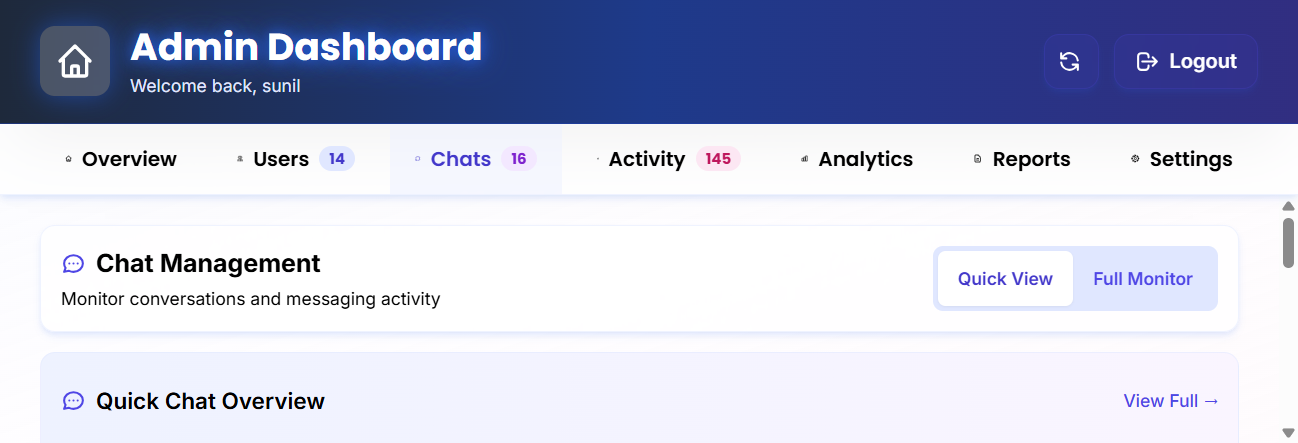 Admin Dashboard
Welcome back, sunil
Logout
Overview
Users 14
Chats 16
Activity 145
Analytics
Reports
Settings
Chat Management
Monitor conversations and messaging activity
Quick View
Full Monitor
Quick Chat Overview
View Full →